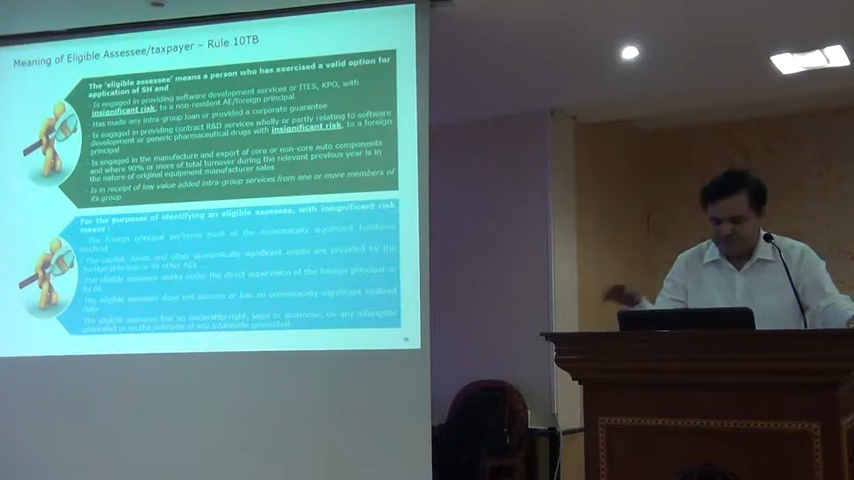 Meaning of Eligible Assessee/taxpayer – Rule 10TB
The 'eligible assessee' means a person who has exercised a valid option for
application of SH and
- Is engaged in providing software development services or ITES, KPO, with
insignificant risk, to a non-resident AE/foreign principal
- Has made any intra-group loan or provided a corporate guarantee
- Is engaged in providing contract R&D services wholly or partly relating to software
development or generic pharmaceutical drugs with insignificant risk, to a foreign
principal
- Is engaged in the manufacture and export of core or non-core auto components
and where 90% or more of total turnover during the relevant previous year is in
the nature of original equipment manufacturer sales
- Is in receipt of low value added intra-group services from one or more members of
its group
For the purposes of identifying an eligible assessee, with insignificant risk
means :
The foreign principal performs most of the economically significant functions
involved
The capital, funds and other economically significant assets are provided by the
foreign principal or its other AEs
The eligible assessee works under the direct supervision of the foreign principal or
its AE
The eligible assessee does not assume or has no economically significant realized
risks
The eligible assessee has no ownership right, legal or economic, on any intangible
generated or on the outcome of any intangible generated.